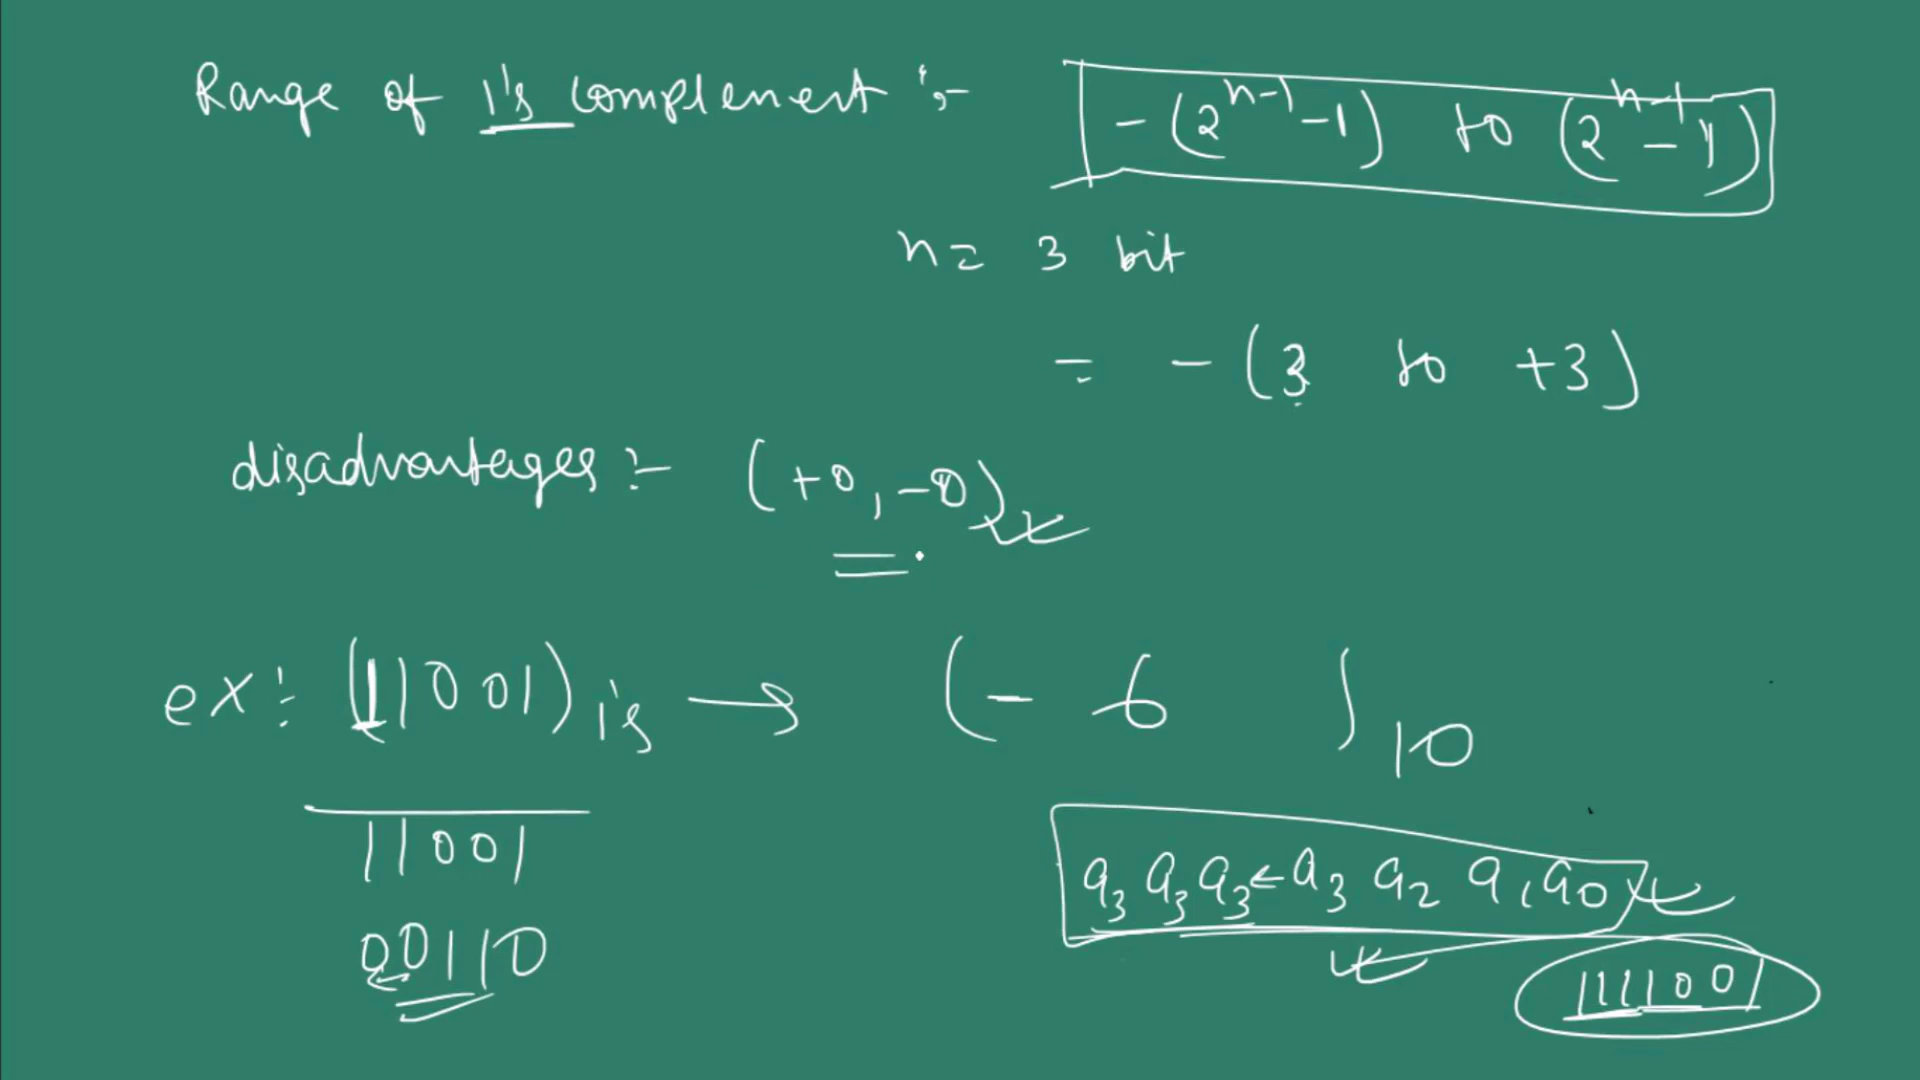 Range of 1's complement :- -(2^{n-1}-1) to (2^{n-1}-1)
n= 3 bit
= -(3 to +3)
disadvantages :- (+0, -0)
ex: (11001)1's → (-6)10
11001
a3 a3 a3 ← a3 a2 a1 a0
00110
1111001